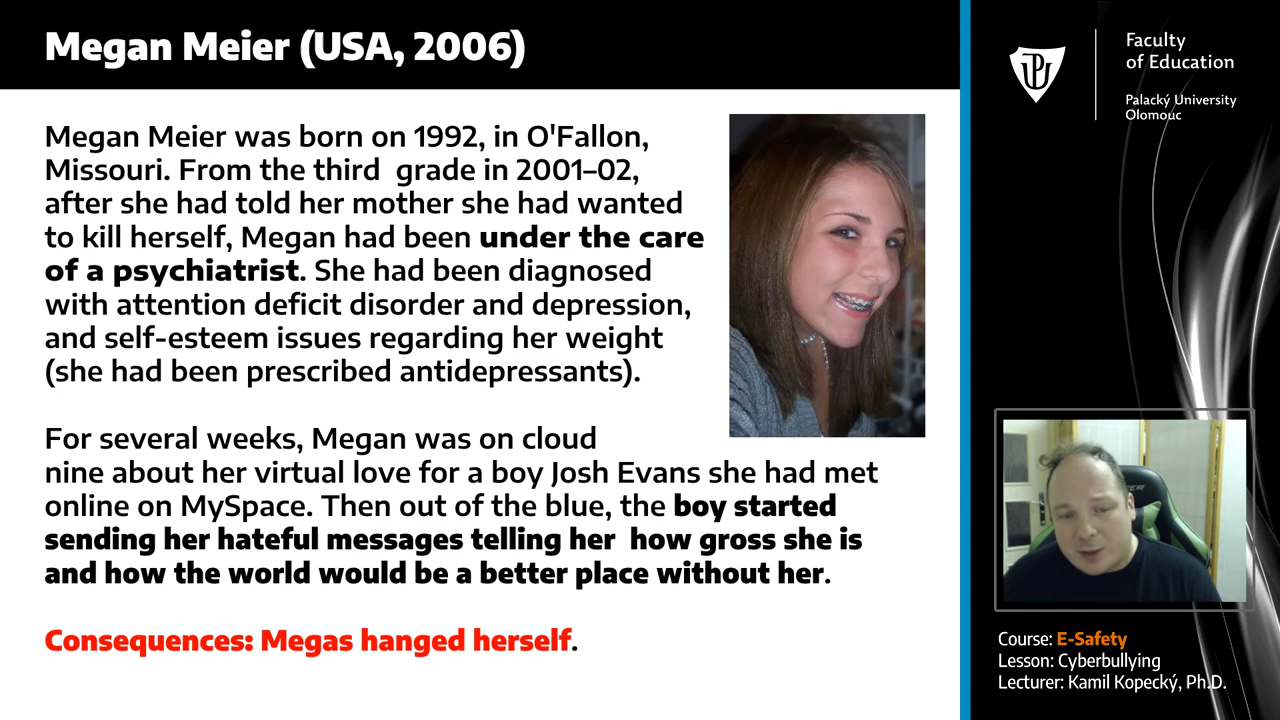 Megan Meier (USA, 2006)
Megan Meier was born on 1992, in O'Fallon,
Missouri. From the third  grade in 2001–02,
after she had told her mother she had wanted
to kill herself, Megan had been under the care
of a psychiatrist. She had been diagnosed
with attention deficit disorder and depression,
and self-esteem issues regarding her weight
(she had been prescribed antidepressants).
For several weeks, Megan was on cloud
nine about her virtual love for a boy Josh Evans she had met
online on MySpace. Then out of the blue, the boy started
sending her hateful messages telling her  how gross she is
and how the world would be a better place without her.
Consequences: Megas hanged herself.
Faculty
of Education
Palacký University
Olomouc
Course: E-Safety
Lesson: Cyberbullying
Lecturer: Kamil Kopecký, Ph.D.